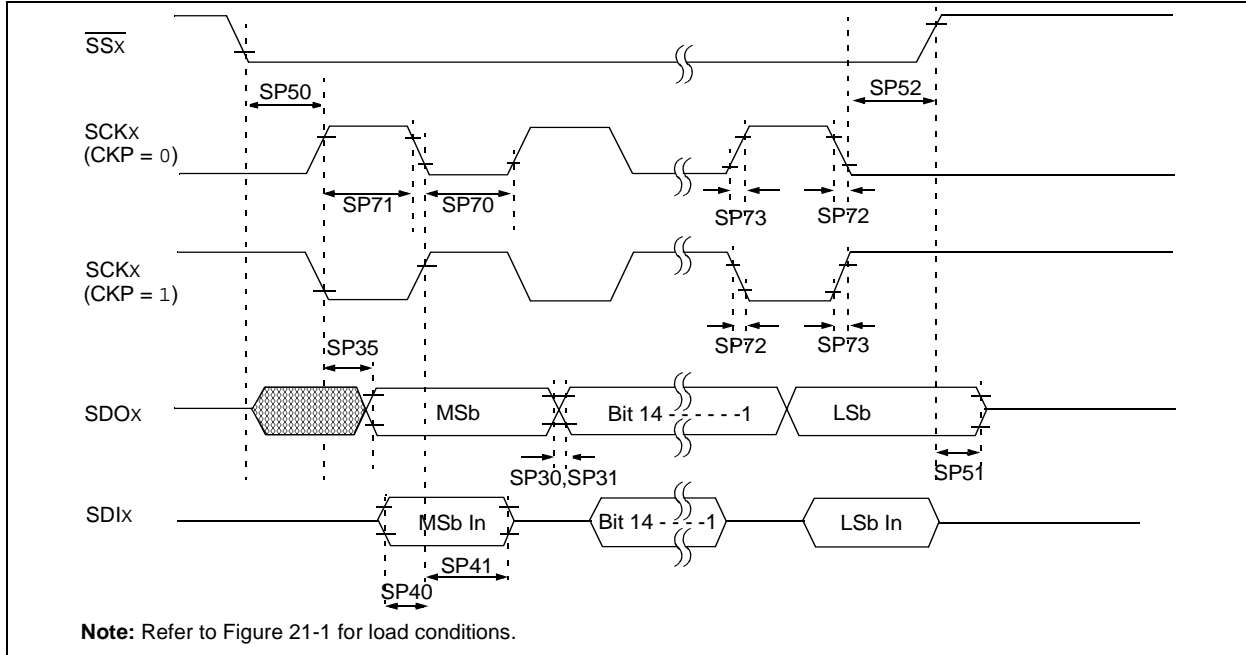 SSX
SP50
SP52
SCKX
(CKP = 0)
SP71
SP70
SP73
SP72
SCKX
(CKP = 1)
SP35
SP72
SP73
SDOX
MSb
Bit 14 - - - - - -1
LSb
SP30,SP31
SP51
SDIX
MSb In
Bit 14 - - - -1
LSb In
SP41
SP40
Note: Refer to Figure 21-1 for load conditions.